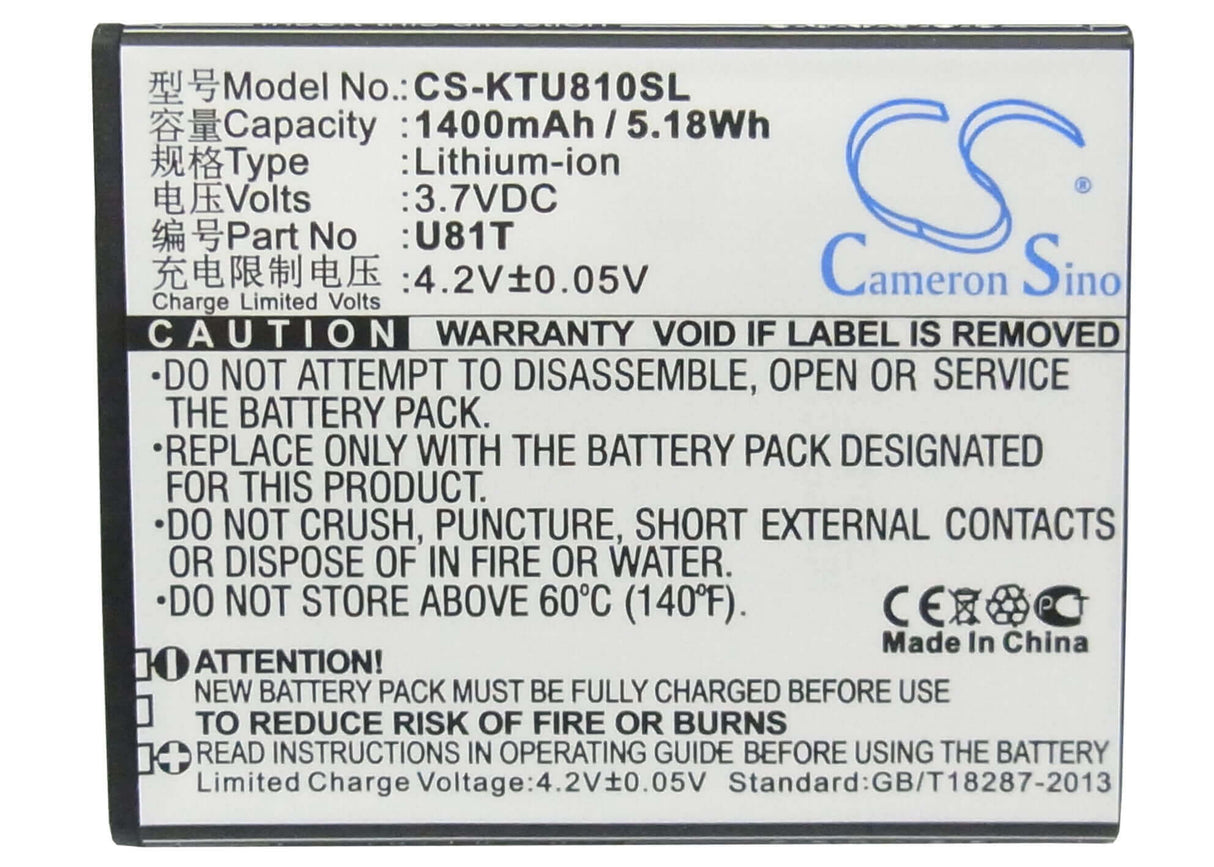 型号Model No.:CS-KTU810SL
容量Capacity :1400mAh / 5.18Wh
规格Type :Lithium-ion
电压Volts :3.7VDC
编号Part No :U81T
充电限制电压 :4.2V±0.05V
Charge Limited Volts
CS
®
Cameron Sino
CAUTION WARRANTY VOID IF LABEL IS REMOVED
·DO NOT ATTEMPT TO DISASSEMBLE, OPEN OR SERVICE
THE BATTERY PACK.
·REPLACE ONLY WITH THE BATTERY PACK DESIGNATED
FOR THIS PRODUCT.
·DO NOT CRUSH, PUNCTURE, SHORT EXTERNAL CONTACTS
OR DISPOSE OF IN FIRE OR WATER.
·DO NOT STORE ABOVE 60℃ (140℉).
CE PCT
Made In China
ATTENTION!
NEW BATTERY PACK MUST BE FULLY CHARGED BEFORE USE
TO REDUCE RISK OF FIRE OR BURNS
READ INSTRUCTIONS IN OPERATING GUIDE BEFORE USING THE BATTERY
Limited Charge Voltage:4.2V±0.05V Standard:GB/T18287-2013